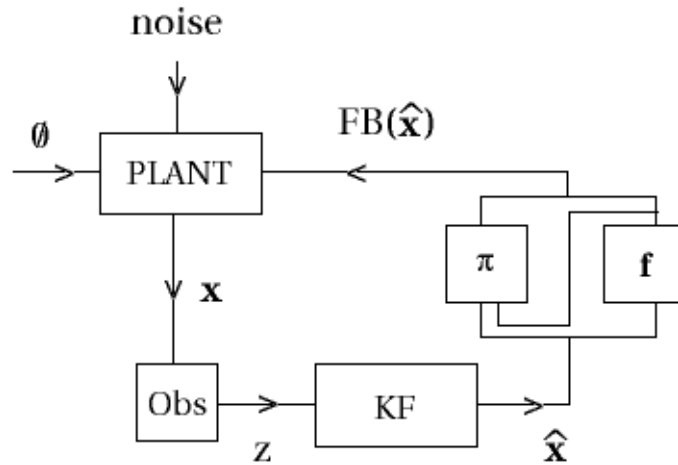 noise
∅
FB(x̂)
PLANT
π
f
x
Obs
KF
z
x̂